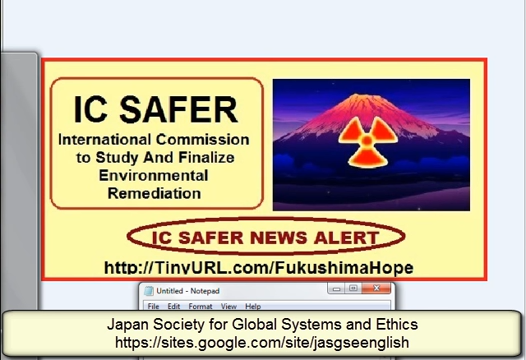 IC SAFER
International Commission
to Study And Finalize
Environmental
Remediation
IC SAFER NEWS ALERT
http://TinyURL.com/FukushimaHope
Untitled - Notepad
File Edit Format View Help
Japan Society for Global Systems and Ethics
https://sites.google.com/site/jasgseenglish